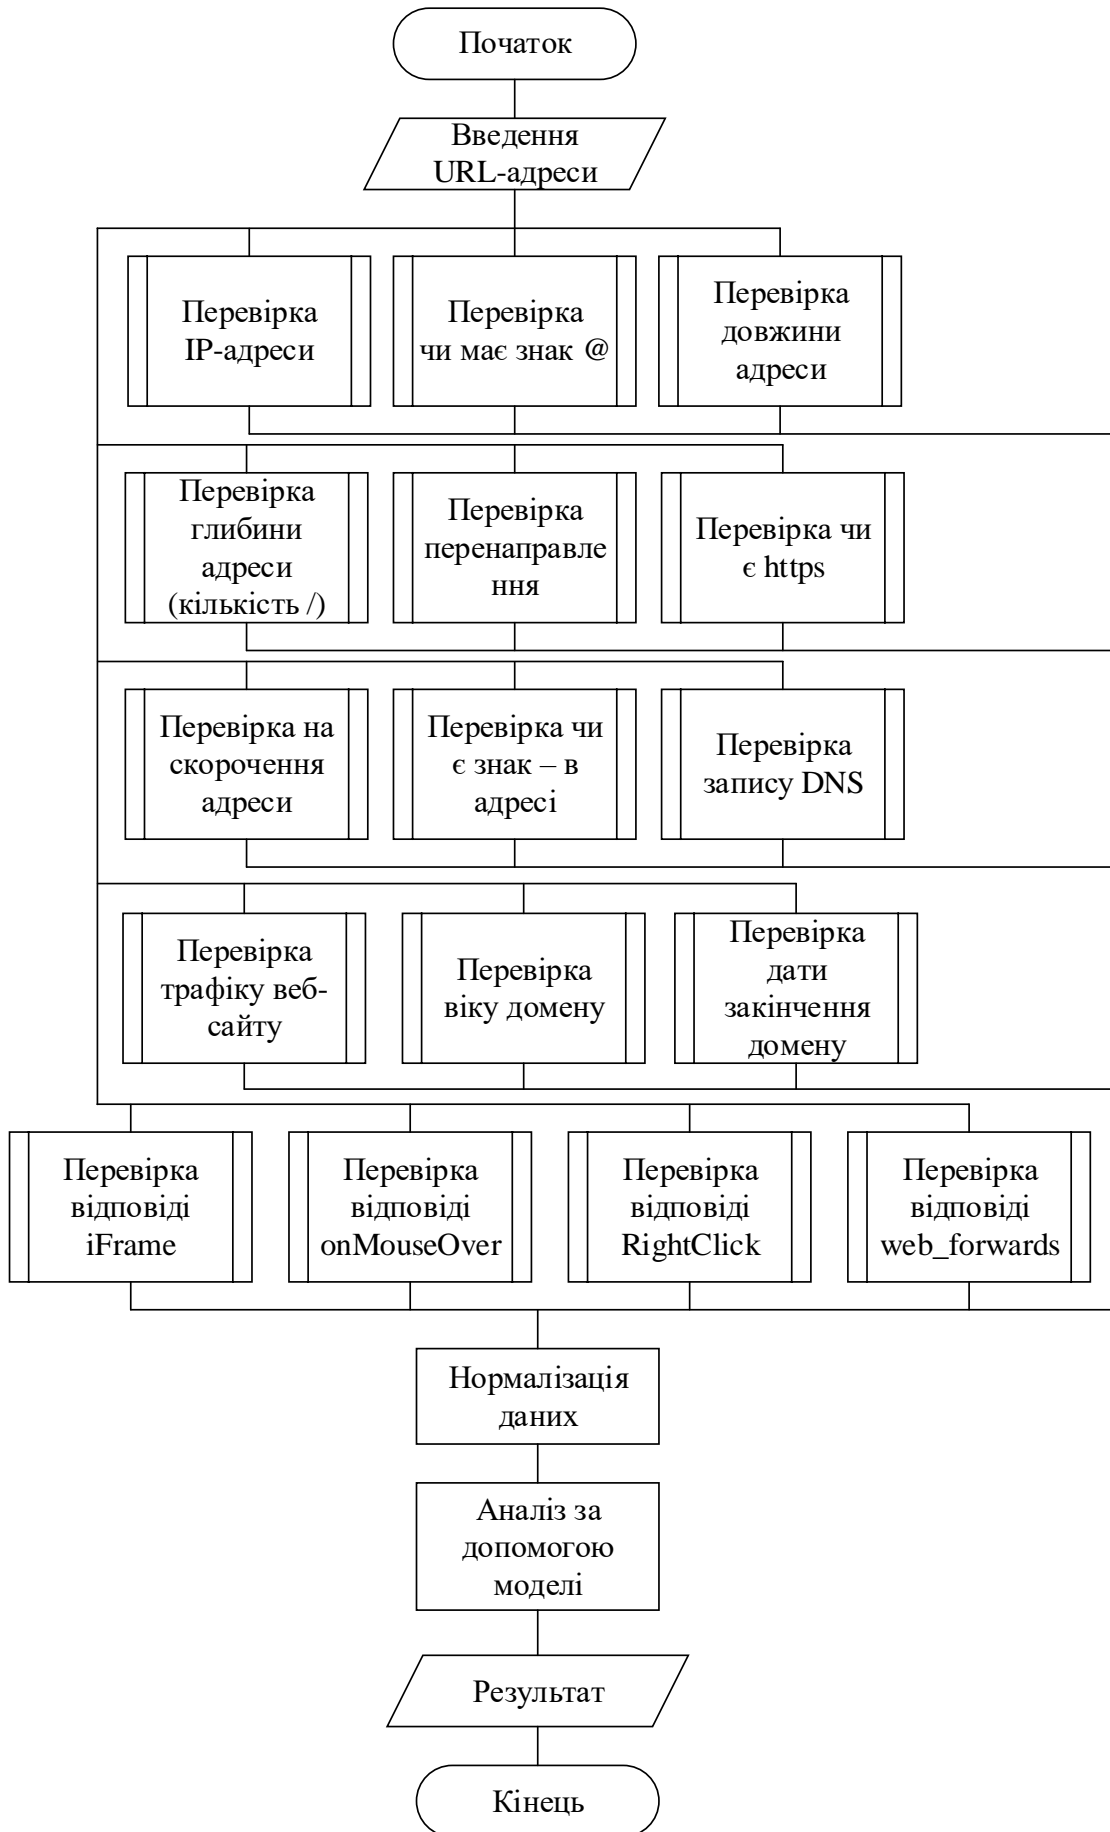 Початок
Введення
URL-адреси
Перевірка
IP-адреси
Перевірка
чи має знак @
Перевірка
довжини
адреси
Перевірка
глибини
адреси
(кількість /)
Перевірка
перенаправле
ння
Перевірка чи
є https
Перевірка на
скорочення
адреси
Перевірка чи
є знак – в
адресі
Перевірка
запису DNS
Перевірка
трафіку веб-
сайту
Перевірка
віку домену
Перевірка
дати
закінчення
домену
Перевірка
відповіді
iFrame
Перевірка
відповіді
onMouseOver
Перевірка
відповіді
RightClick
Перевірка
відповіді
web_forwards
Нормалізація
даних
Аналіз за
допомогою
моделі
Результат
Кінець